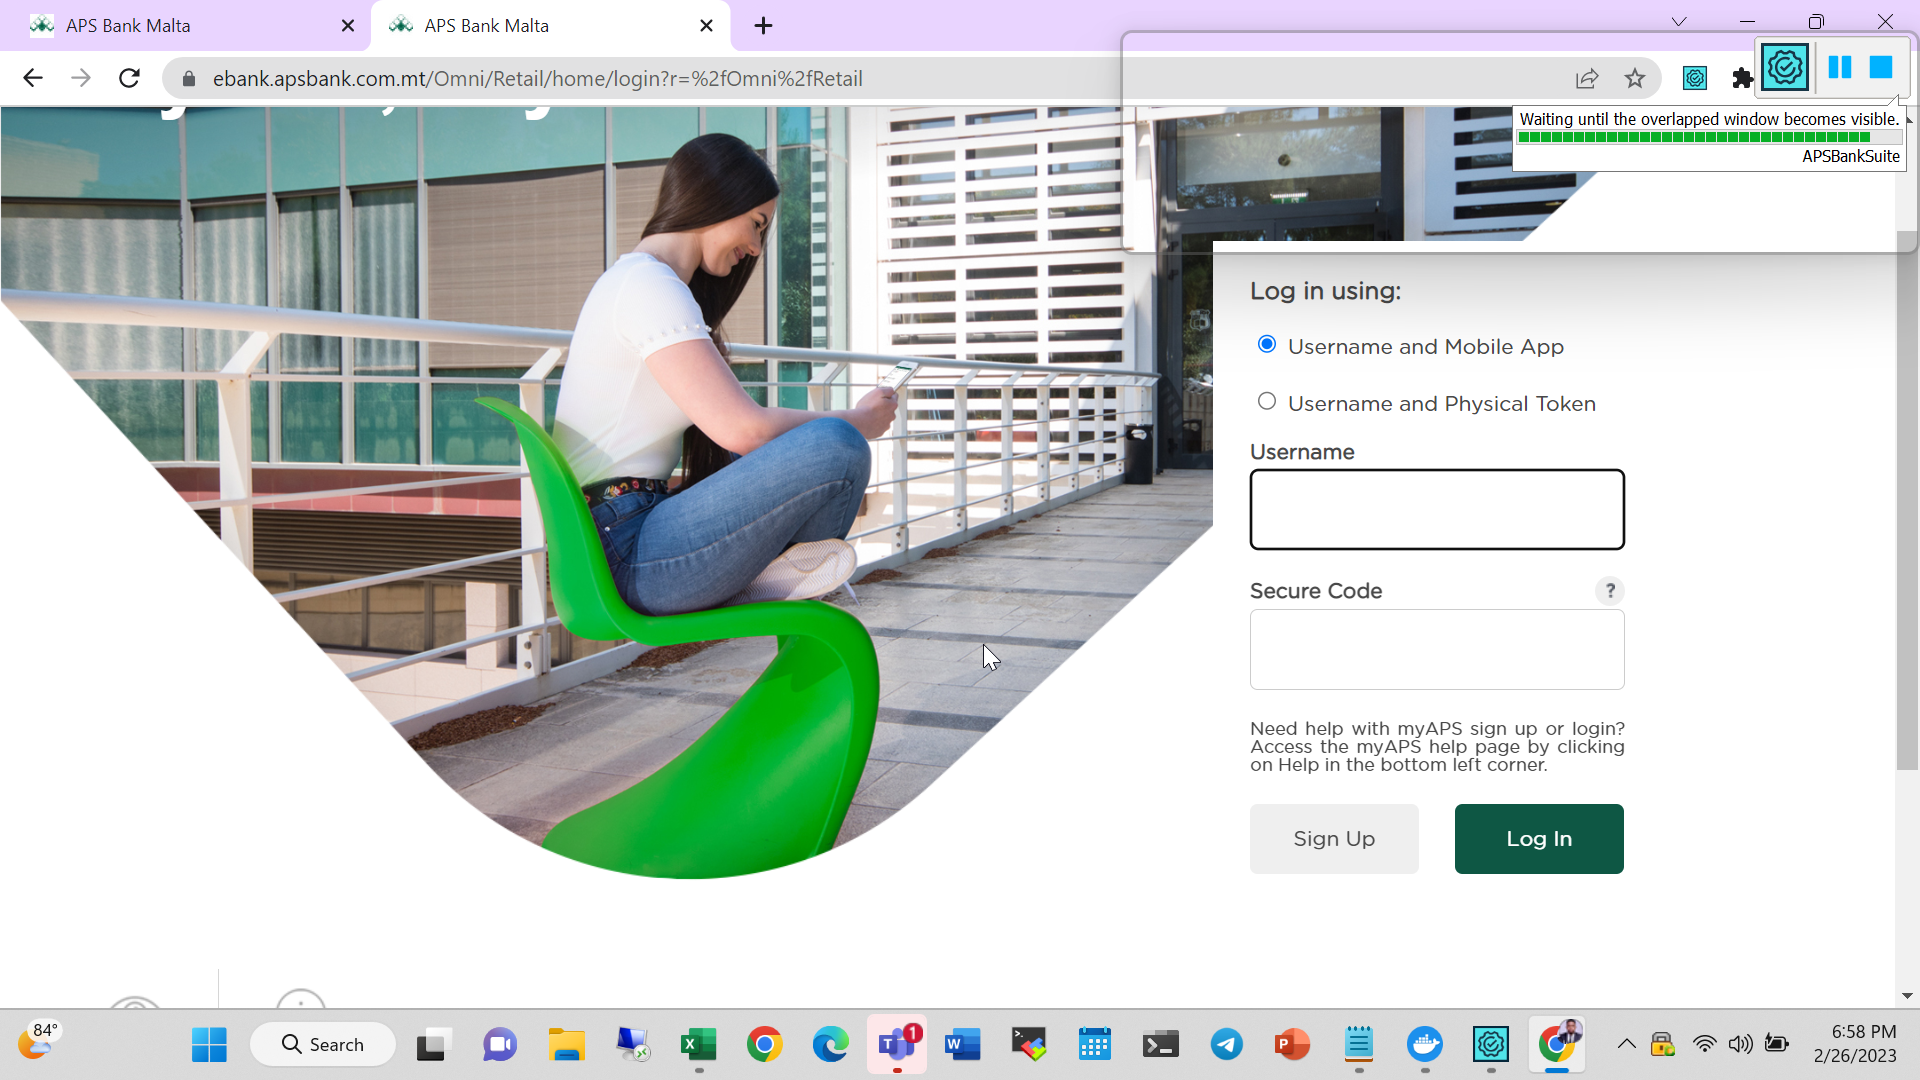 APS Bank Malta
APS Bank Malta
ebank.apsbank.com.mt/Omni/Retail/home/login?r=%2fOmni%2fRetail
Waiting until the overlapped window becomes visible.
APSBankSuite
Log in using:
Username and Mobile App
Username and Physical Token
Username
Secure Code
?
Need help with myAPS sign up or login?
Access the myAPS help page by clicking
on Help in the bottom left corner.
Sign Up
Log In
84°
Search
1
6:58 PM
2/26/2023